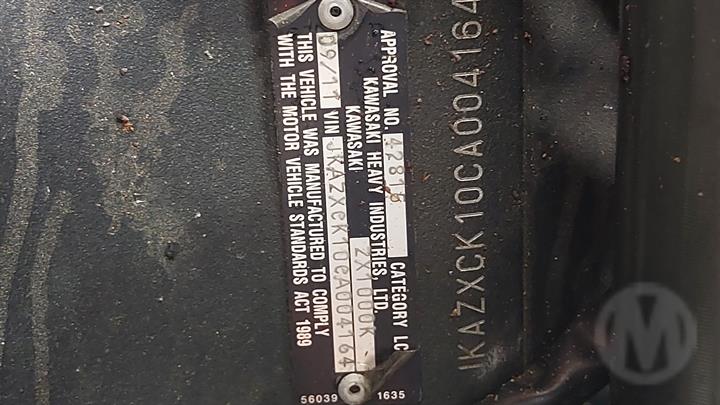 APPROVAL NO. 42816 CATEGORY LC
KAWASAKI HEAVY INDUSTRIES, LTD.
KAWASAKI ZX1000K
09/11 VIN JKAZXCK10CA004164
THIS VEHICLE WAS MANUFACTURED TO COMPLY
WITH THE MOTOR VEHICLE STANDARDS ACT 1989
56039 1635
JKAZXCK10CA004164
M